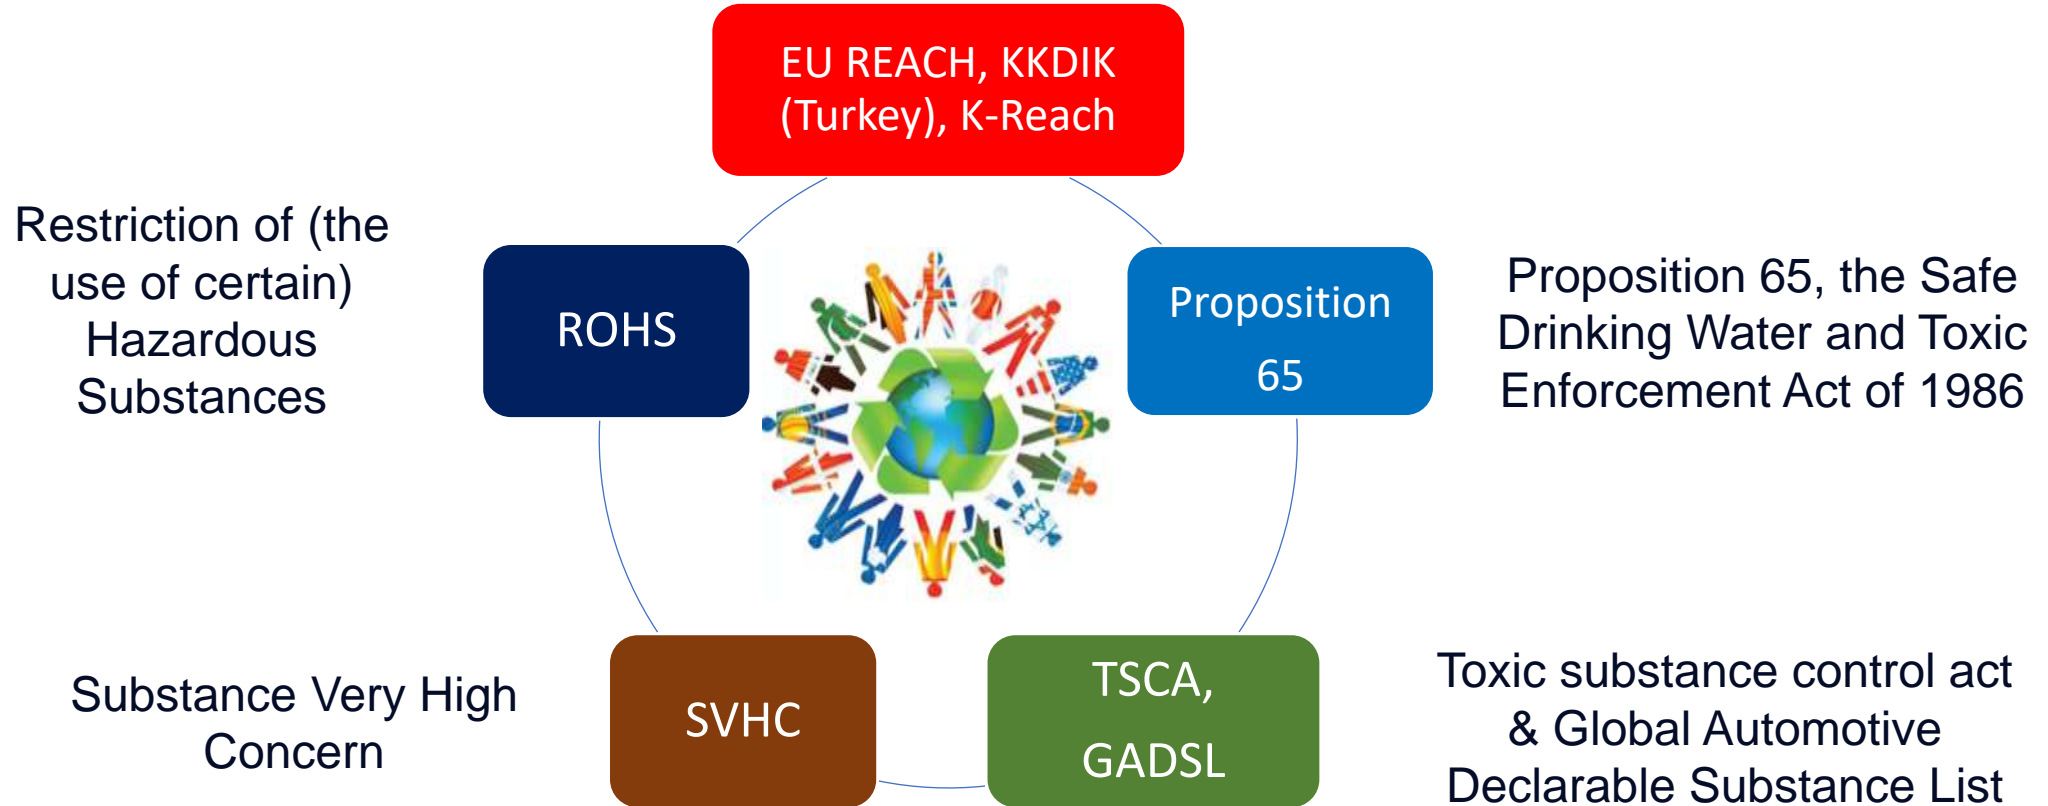 EU REACH, KKDIK
(Turkey), K-Reach
Restriction of (the
use of certain)
Hazardous
Substances
ROHS
Proposition
65
Proposition 65, the Safe
Drinking Water and Toxic
Enforcement Act of 1986
Substance Very High
Concern
SVHC
TSCA,
GADSL
Toxic substance control act
& Global Automotive
Declarable Substance List